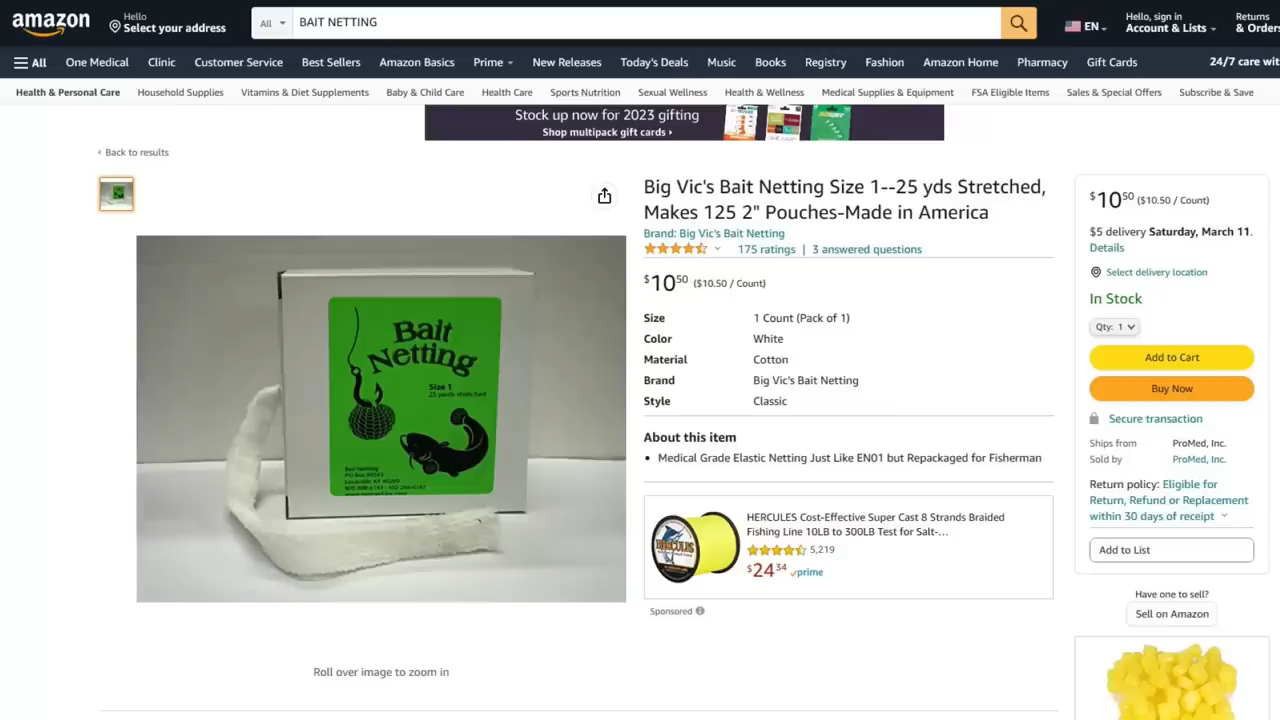 amazon
Hello
Select your address
All
BAIT NETTING
EN
Hello, sign in
Account & Lists
Returns
& Orders
All
One Medical
Clinic
Customer Service
Best Sellers
Amazon Basics
Prime
New Releases
Today's Deals
Music
Books
Registry
Fashion
Amazon Home
Pharmacy
Gift Cards
24/7 care wit
Health & Personal Care
Household Supplies
Vitamins & Diet Supplements
Baby & Child Care
Health Care
Sports Nutrition
Sexual Wellness
Health & Wellness
Medical Supplies & Equipment
FSA Eligible Items
Sales & Special Offers
Subscribe & Save
Stock up now for 2023 gifting
Shop multipack gift cards ›
‹ Back to results
Bait
Netting
Size 1
25 yards stretched
Bait Netting
Roll over image to zoom in
Big Vic's Bait Netting Size 1--25 yds Stretched,
Makes 125 2" Pouches-Made in America
Brand: Big Vic's Bait Netting
175 ratings | 3 answered questions
$1050 ($10.50 / Count)
Size 1 Count (Pack of 1)
Color White
Material Cotton
Brand Big Vic's Bait Netting
Style Classic
About this item
• Medical Grade Elastic Netting Just Like EN01 but Repackaged for Fisherman
HERCULES
HERCULES Cost-Effective Super Cast 8 Strands Braided
Fishing Line 10LB to 300LB Test for Salt-...
5,219
$2434 prime
Sponsored
$1050 ($10.50 / Count)
$5 delivery Saturday, March 11.
Details
Select delivery location
In Stock
Qty: 1
Add to Cart
Buy Now
Secure transaction
Ships from ProMed, Inc.
Sold by ProMed, Inc.
Return policy: Eligible for
Return, Refund or Replacement
within 30 days of receipt
Add to List
Have one to sell?
Sell on Amazon